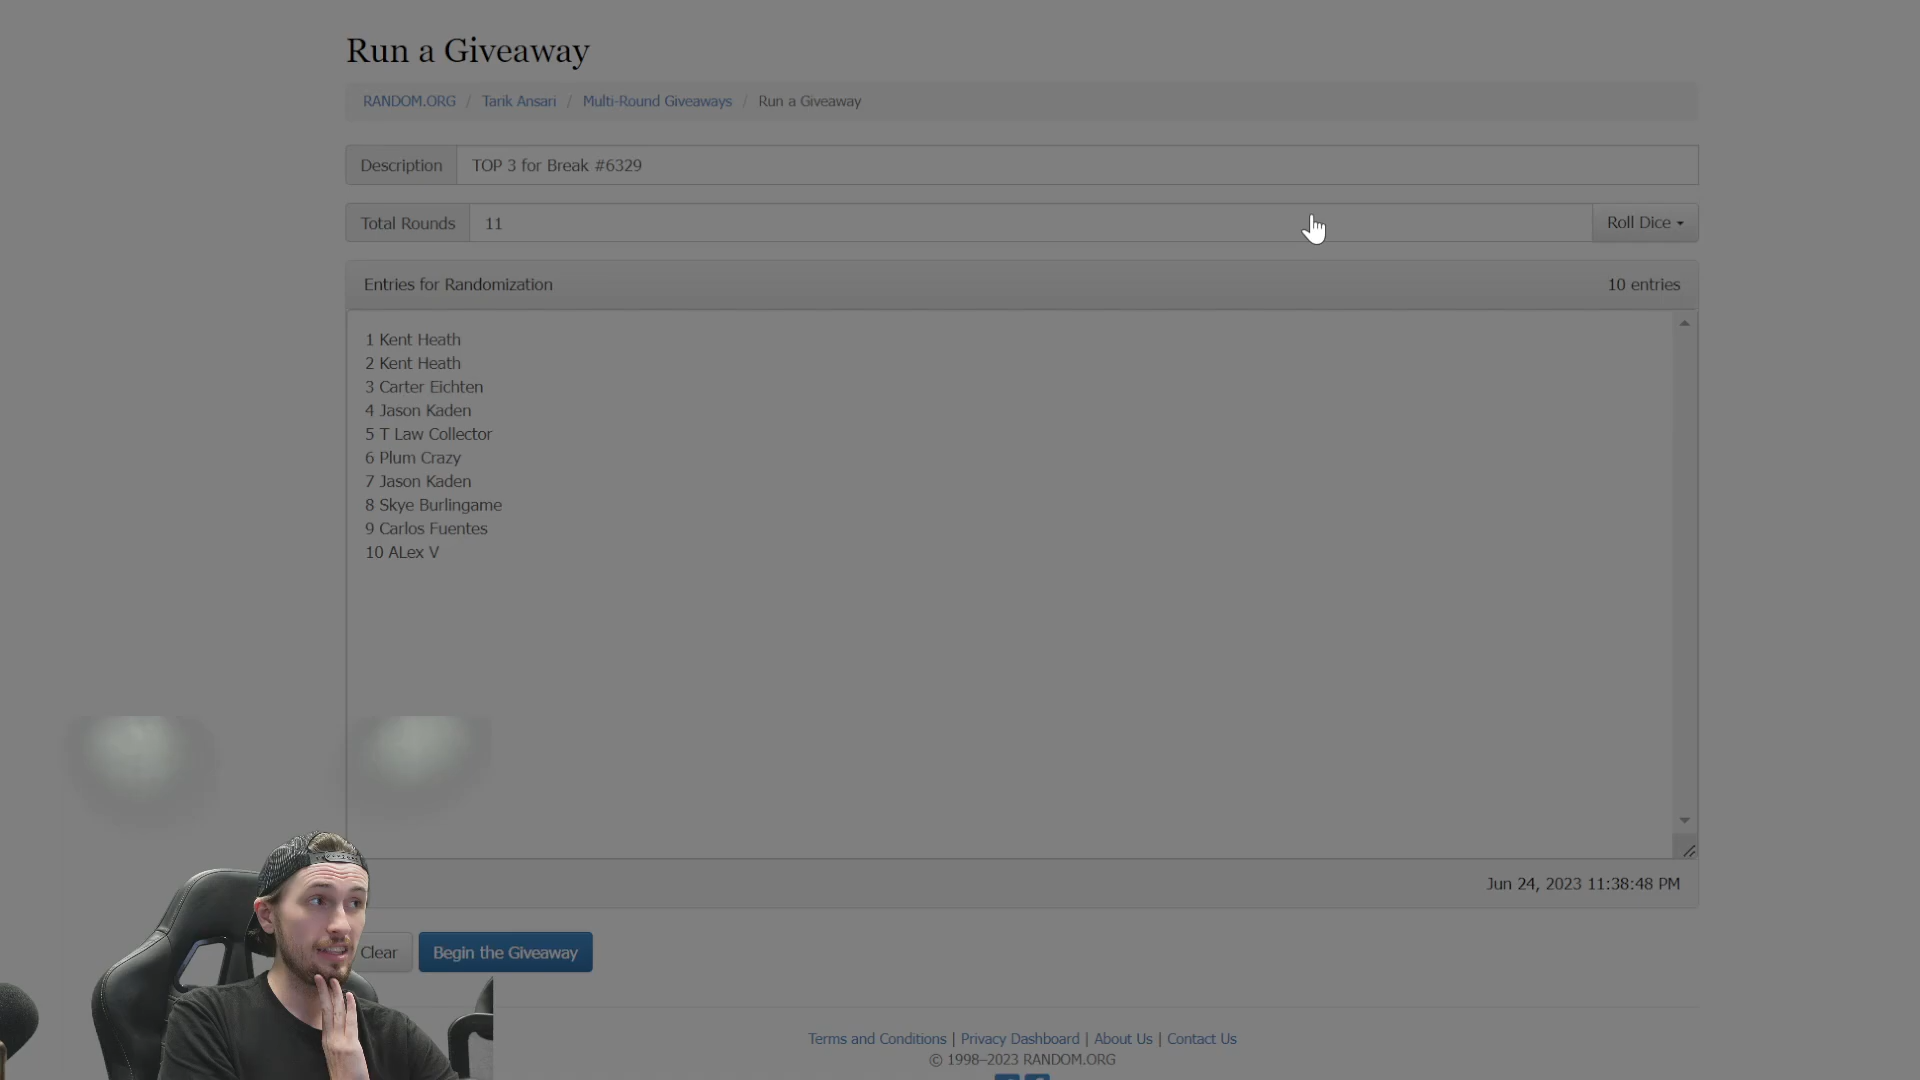 Run a Giveaway
RANDOM.ORG / Tarik Ansari / Multi-Round Giveaways / Run a Giveaway
Description TOP 3 for Break #6329
Total Rounds 11 Roll Dice
Entries for Randomization 10 entries
1 Kent Heath
2 Kent Heath
3 Carter Eichten
4 Jason Kaden
5 T Law Collector
6 Plum Crazy
7 Jason Kaden
8 Skye Burlingame
9 Carlos Fuentes
10 ALex V
Jun 24, 2023 11:38:48 PM
Clear Begin the Giveaway
Terms and Conditions | Privacy Dashboard | About Us | Contact Us
© 1998–2023 RANDOM.ORG